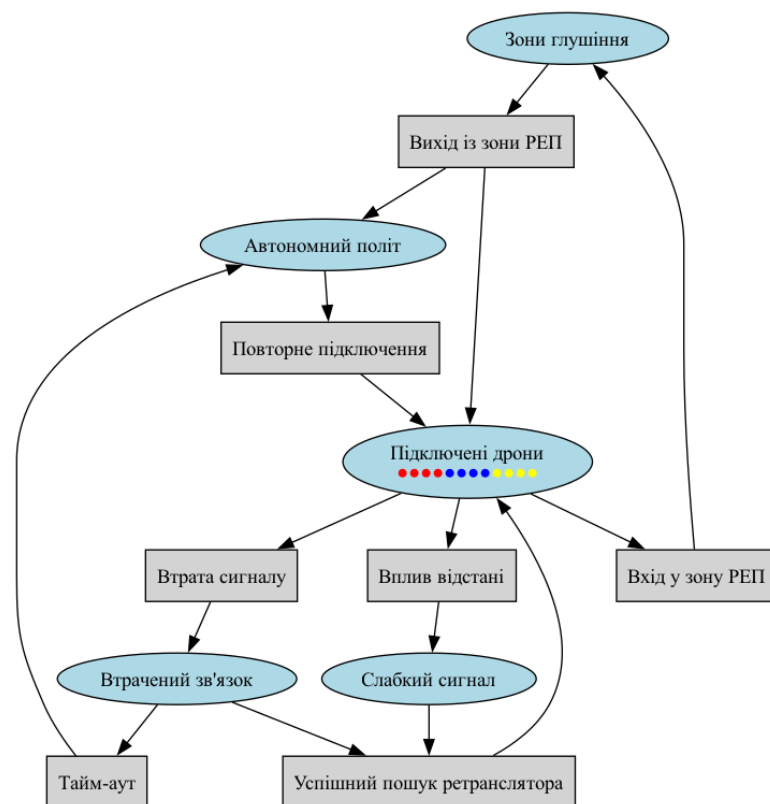 Зони глушіння
Вихід із зони РЕП
Автономний політ
Повторне підключення
Підключені дрони
Втрата сигналу
Вплив відстані
Вхід у зону РЕП
Втрачений зв'язок
Слабкий сигнал
Тайм-аут
Успішний пошук ретранслятора